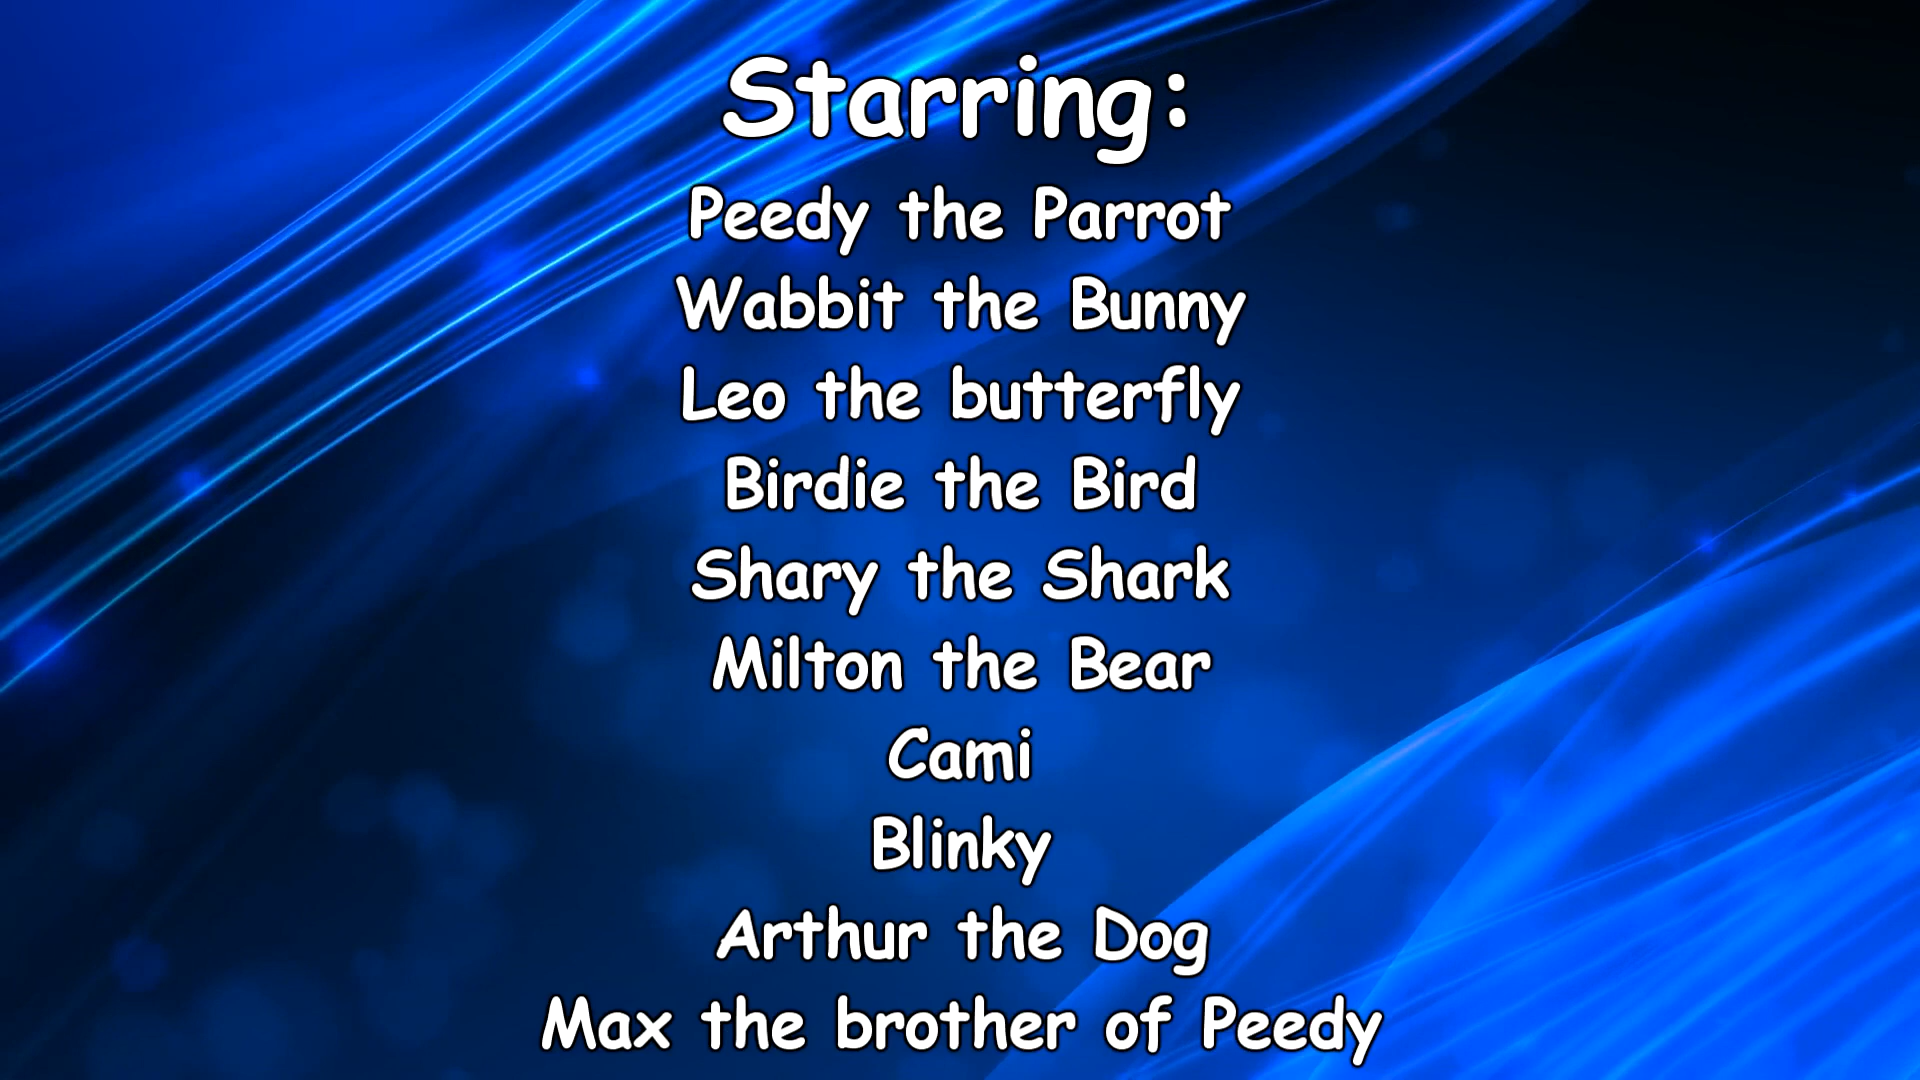 Starring:
Peedy the Parrot
Wabbit the Bunny
Leo the butterfly
Birdie the Bird
Shary the Shark
Milton the Bear
Cami
Blinky
Arthur the Dog
Max the brother of Peedy